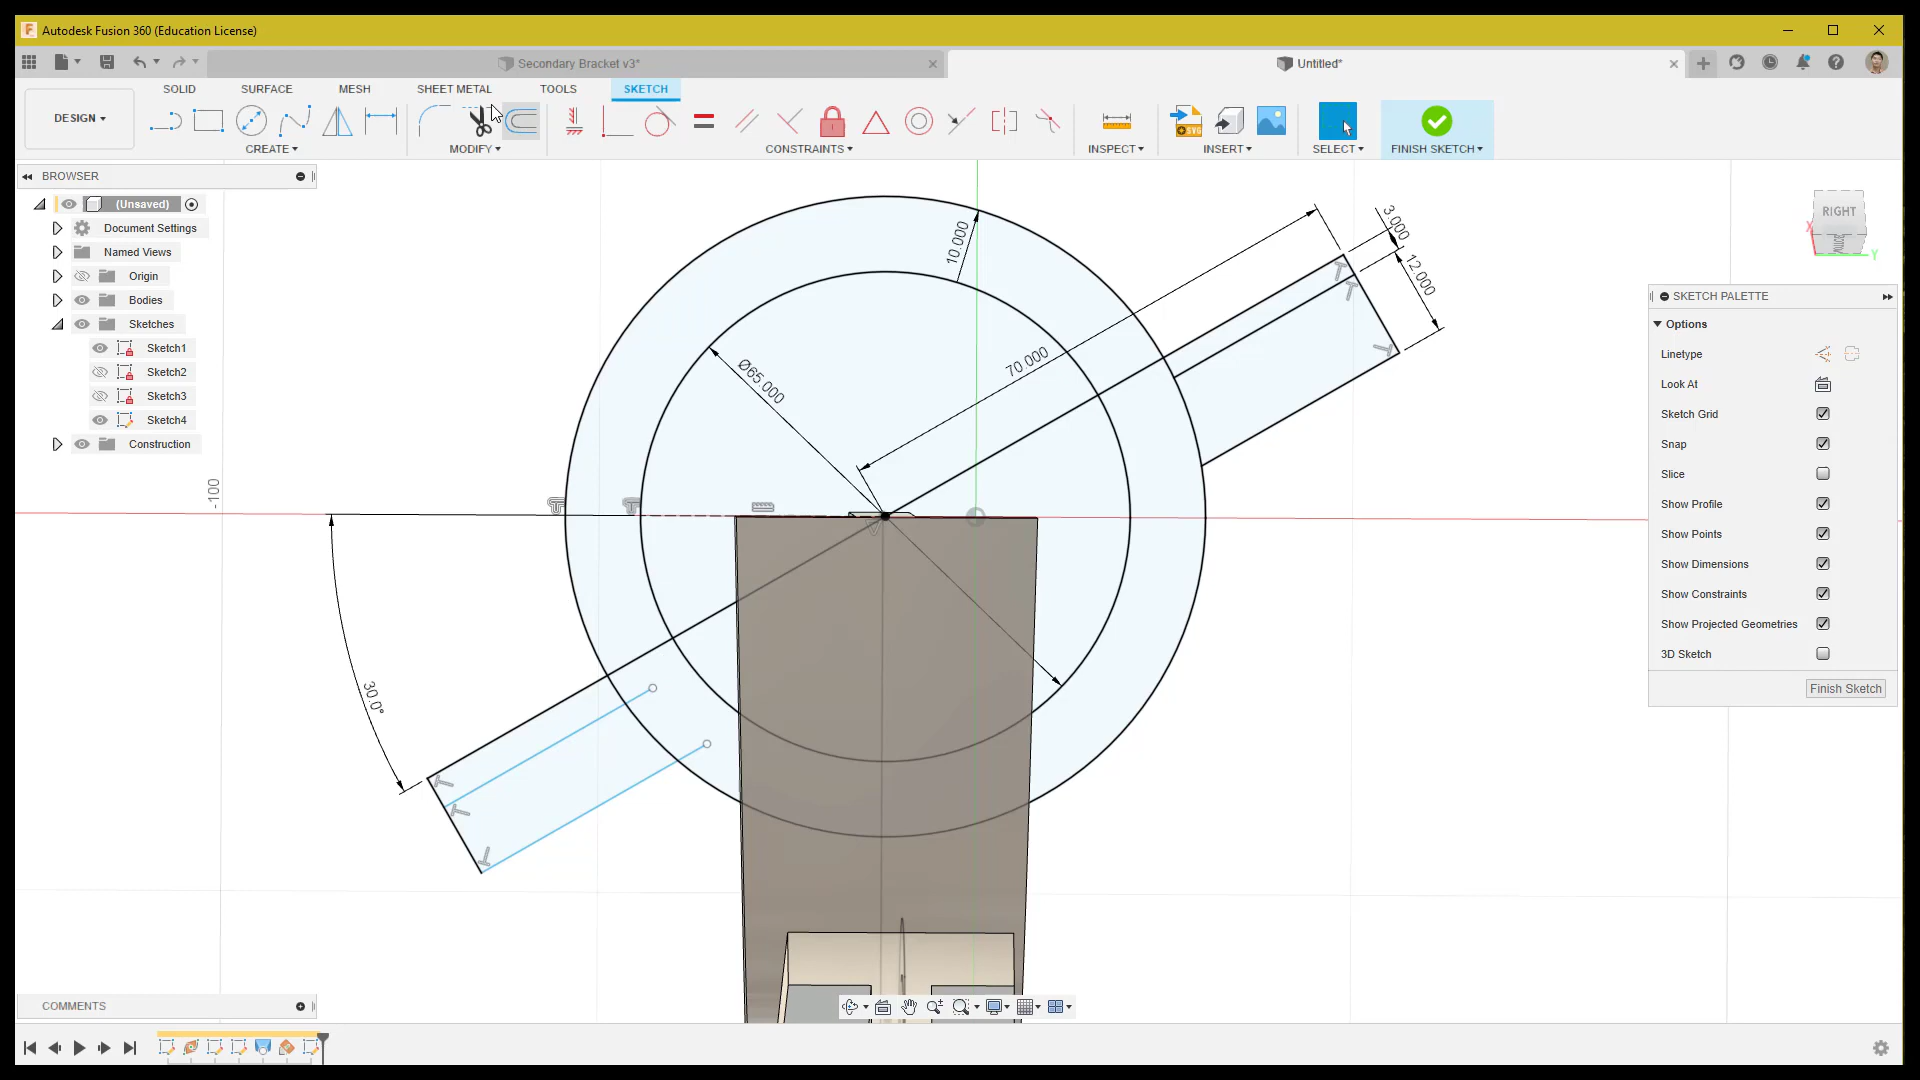 Autodesk Fusion 360 (Education License)
Secondary Bracket v3*
Untitled*
DESIGN
SOLID
SURFACE
MESH
SHEET METAL
TOOLS
SKETCH
CREATE
MODIFY
CONSTRAINTS
INSPECT
INSERT
SELECT
FINISH SKETCH
BROWSER
(Unsaved)
Document Settings
Named Views
Origin
Bodies
Sketches
Sketch1
Sketch2
Sketch3
Sketch4
Construction
-100
10.000
Ø65.000
70.000
3.000
12.000
30.0°
RIGHT
X
Y
SKETCH PALETTE
Options
Linetype
Look At
Sketch Grid
Snap
Slice
Show Profile
Show Points
Show Dimensions
Show Constraints
Show Projected Geometries
3D Sketch
Finish Sketch
COMMENTS